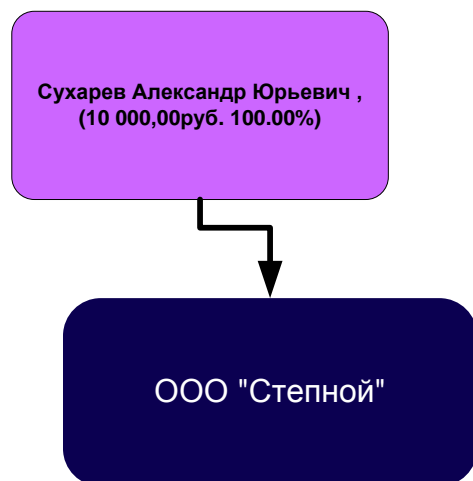 Сухарев Александр Юрьевич ,
(10 000,00руб. 100.00%)
ООО "Степной"